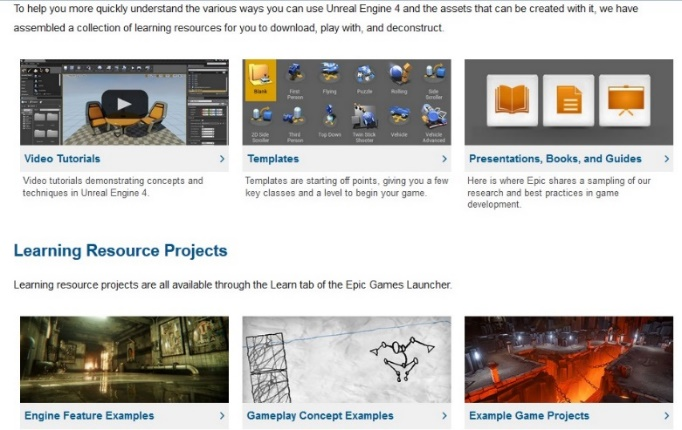 To help you more quickly understand the various ways you can use Unreal Engine 4 and the assets that can be created with it, we have
assembled a collection of learning resources for you to download, play with, and deconstruct.
Blank
First Person
Flying
Puzzle
Rolling
Side Scroller
2D Side Scroller
Third Person
Top Down
Twin Stick Shooter
Vehicle
Vehicle Advanced
Video Tutorials
Templates
Presentations, Books, and Guides
Video tutorials demonstrating concepts and
techniques in Unreal Engine 4.
Templates are starting off points, giving you a few
key classes and a level to begin your game.
Here is where Epic shares a sampling of our
research and best practices in game
development.
Learning Resource Projects
Learning resource projects are all available through the Learn tab of the Epic Games Launcher.
Engine Feature Examples
Gameplay Concept Examples
Example Game Projects